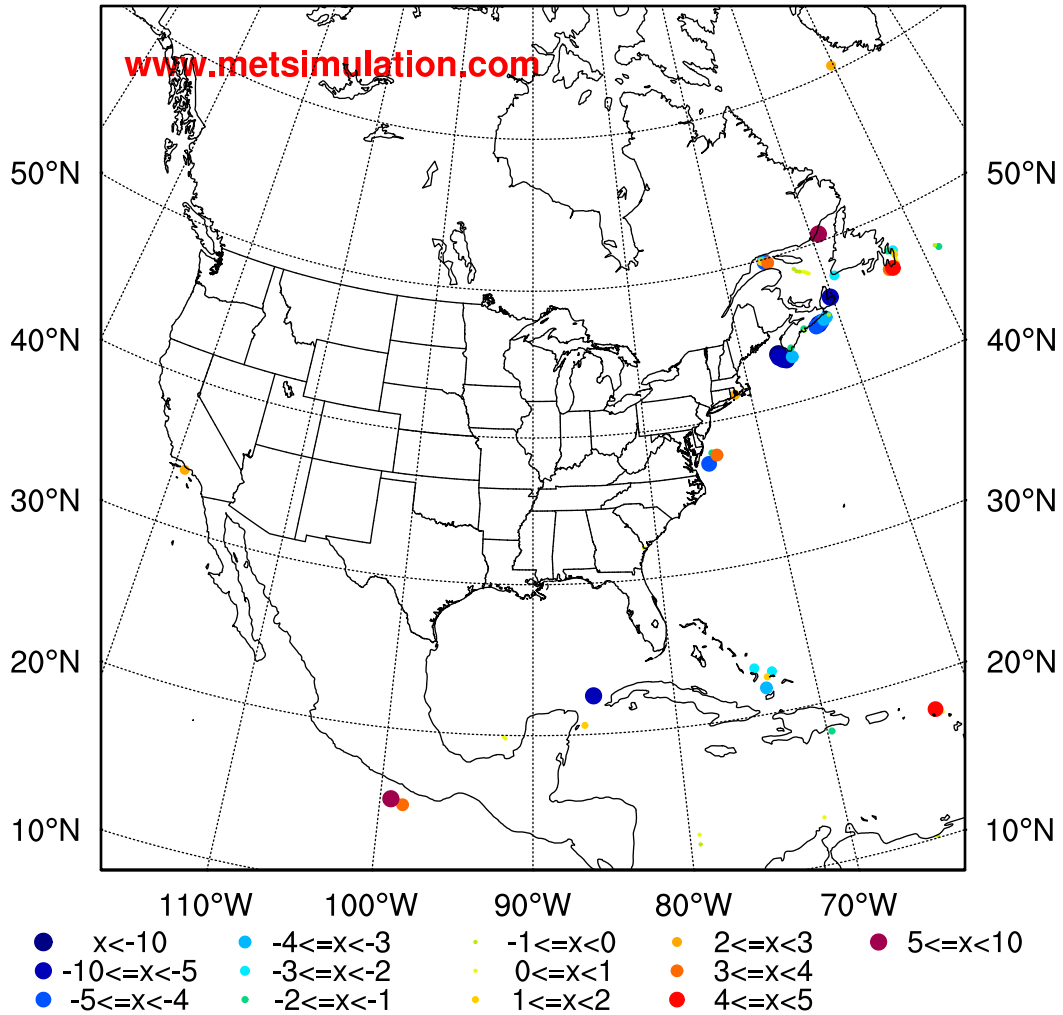 www.metsimulation.com
50°N 50°N
40°N 40°N
30°N 30°N
20°N 20°N
10°N 10°N
110°W 100°W 90°W 80°W 70°W
x<-10 -4<=x<-3 -1<=x<0 2<=x<3 5<=x<10
-10<=x<-5 -3<=x<-2 0<=x<1 3<=x<4
-5<=x<-4 -2<=x<-1 1<=x<2 4<=x<5